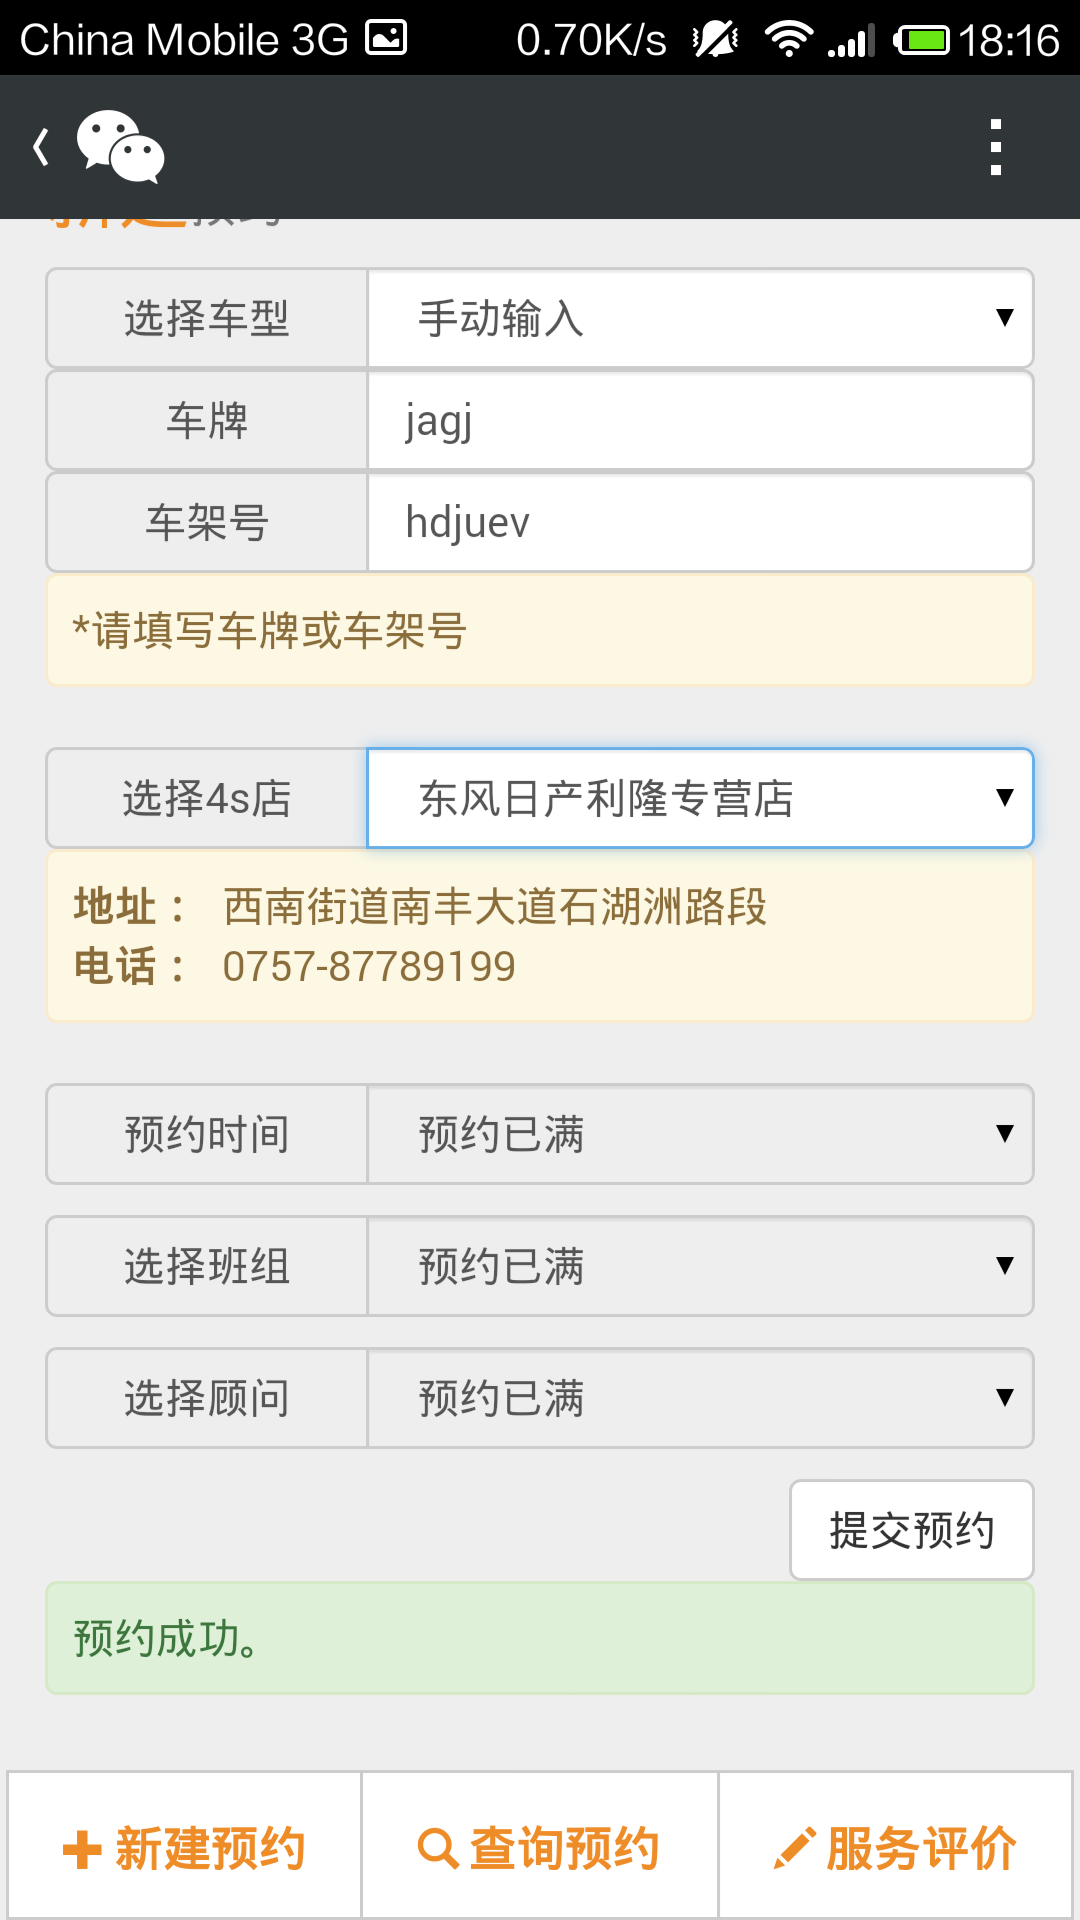 China Mobile 3G 0.70K/s 18:16
新建预约
选择车型 手动输入
车牌 jagj
车架号 hdjuev
*请填写车牌或车架号
选择4s店 东风日产利隆专营店
地址： 西南街道南丰大道石湖洲路段
电话： 0757-87789199
预约时间 预约已满
选择班组 预约已满
选择顾问 预约已满
提交预约
预约成功。
新建预约 查询预约 服务评价